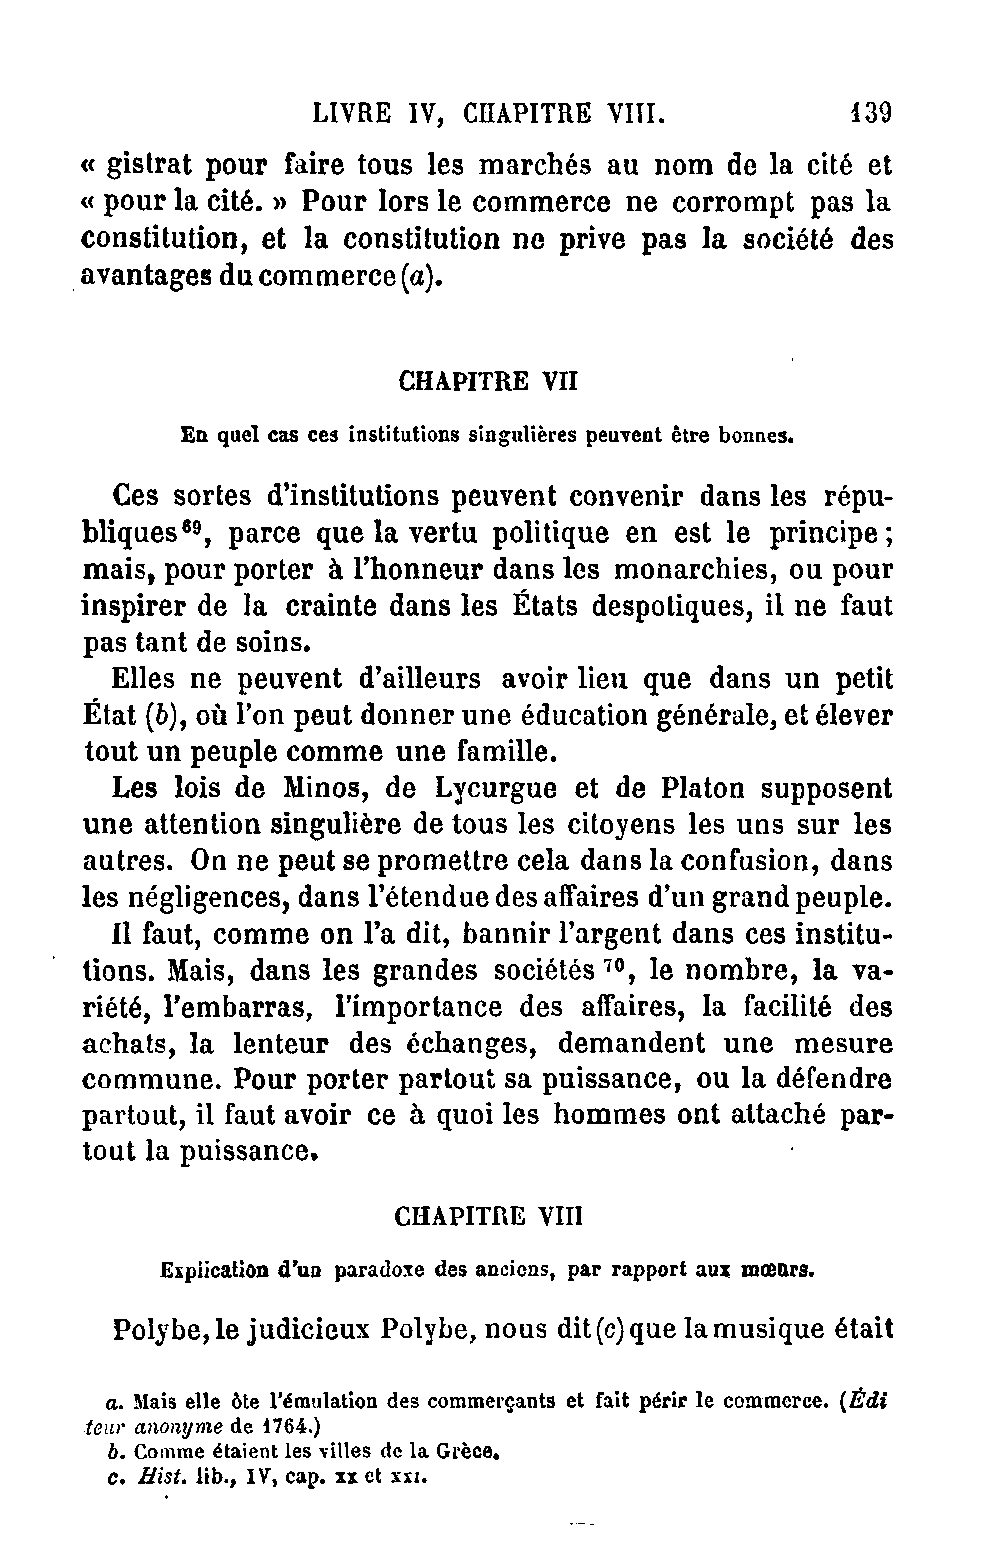 LIVRE IV, CHAPITRE VIII. 139
« gistrat pour faire tous les marchés au nom de la cité et
« pour la cité. » Pour lors le commerce ne corrompt pas la
constitution, et la constitution ne prive pas la société des
avantages du commerce (a).
CHAPITRE VII
En quel cas ces institutions singulières peuvent être bonnes.
Ces sortes d'institutions peuvent convenir dans les répu-
bliques⁶⁹, parce que la vertu politique en est le principe ;
mais, pour porter à l'honneur dans les monarchies, ou pour
inspirer de la crainte dans les États despotiques, il ne faut
pas tant de soins.
Elles ne peuvent d'ailleurs avoir lieu que dans un petit
État (b), où l'on peut donner une éducation générale, et élever
tout un peuple comme une famille.
Les lois de Minos, de Lycurgue et de Platon supposent
une attention singulière de tous les citoyens les uns sur les
autres. On ne peut se promettre cela dans la confusion, dans
les négligences, dans l'étendue des affaires d'un grand peuple.
Il faut, comme on l'a dit, bannir l'argent dans ces institu-
tions. Mais, dans les grandes sociétés⁷⁰, le nombre, la va-
riété, l'embarras, l'importance des affaires, la facilité des
achats, la lenteur des échanges, demandent une mesure
commune. Pour porter partout sa puissance, ou la défendre
partout, il faut avoir ce à quoi les hommes ont attaché par-
tout la puissance.
CHAPITRE VIII
Explication d'un paradoxe des anciens, par rapport aux mœurs.
Polybe, le judicieux Polybe, nous dit (c) que la musique était
a. Mais elle ôte l'émulation des commerçants et fait périr le commerce. (Édi
teur anonyme de 1764.)
b. Comme étaient les villes de la Grèce.
c. Hist. lib., IV, cap. xx et xxi.